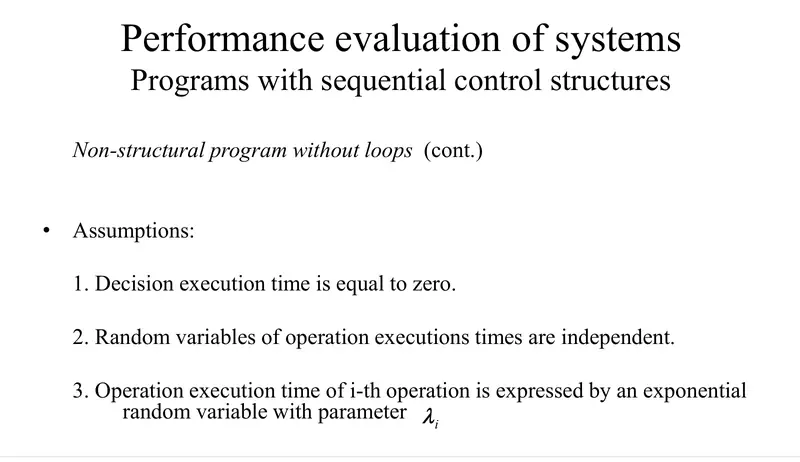 Performance evaluation of systems
Programs with sequential control structures
Non-structural program without loops (cont.)
• Assumptions:
1. Decision execution time is equal to zero.
2. Random variables of operation executions times are independent.
3. Operation execution time of i-th operation is expressed by an exponential
random variable with parameter λi